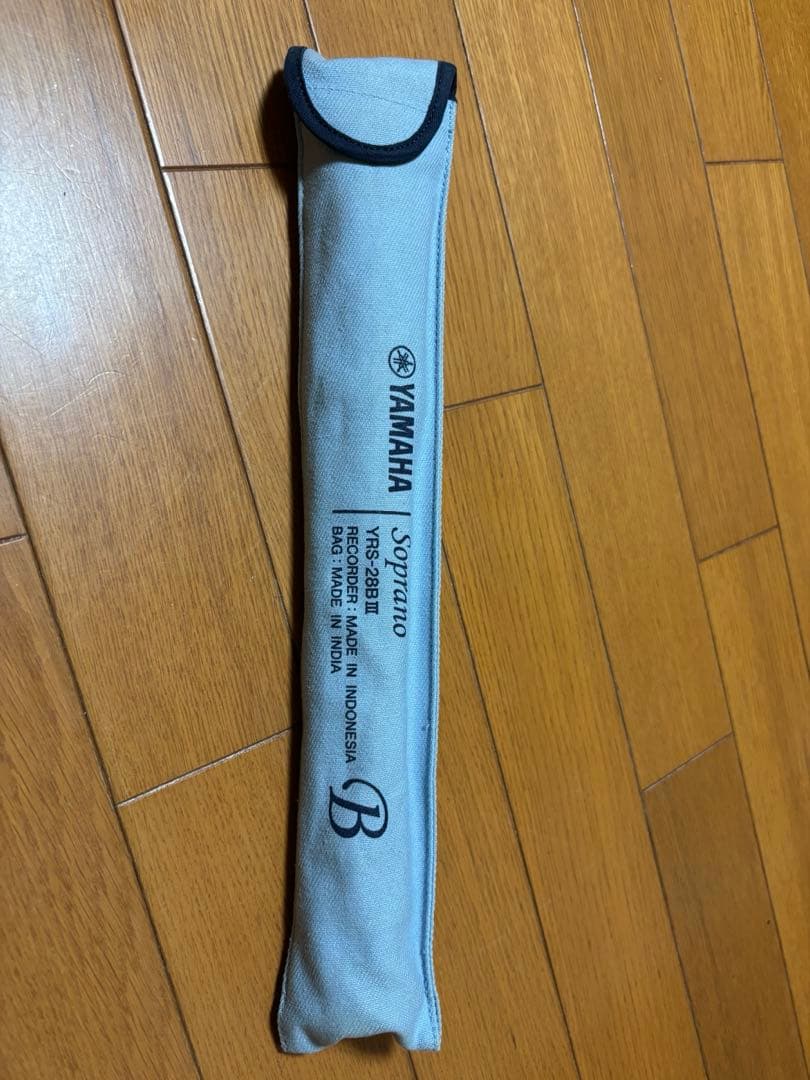 YAMAHA
Soprano
YRS-28BⅢ
RECORDER : MADE IN INDONESIA
BAG : MADE IN INDIA
B